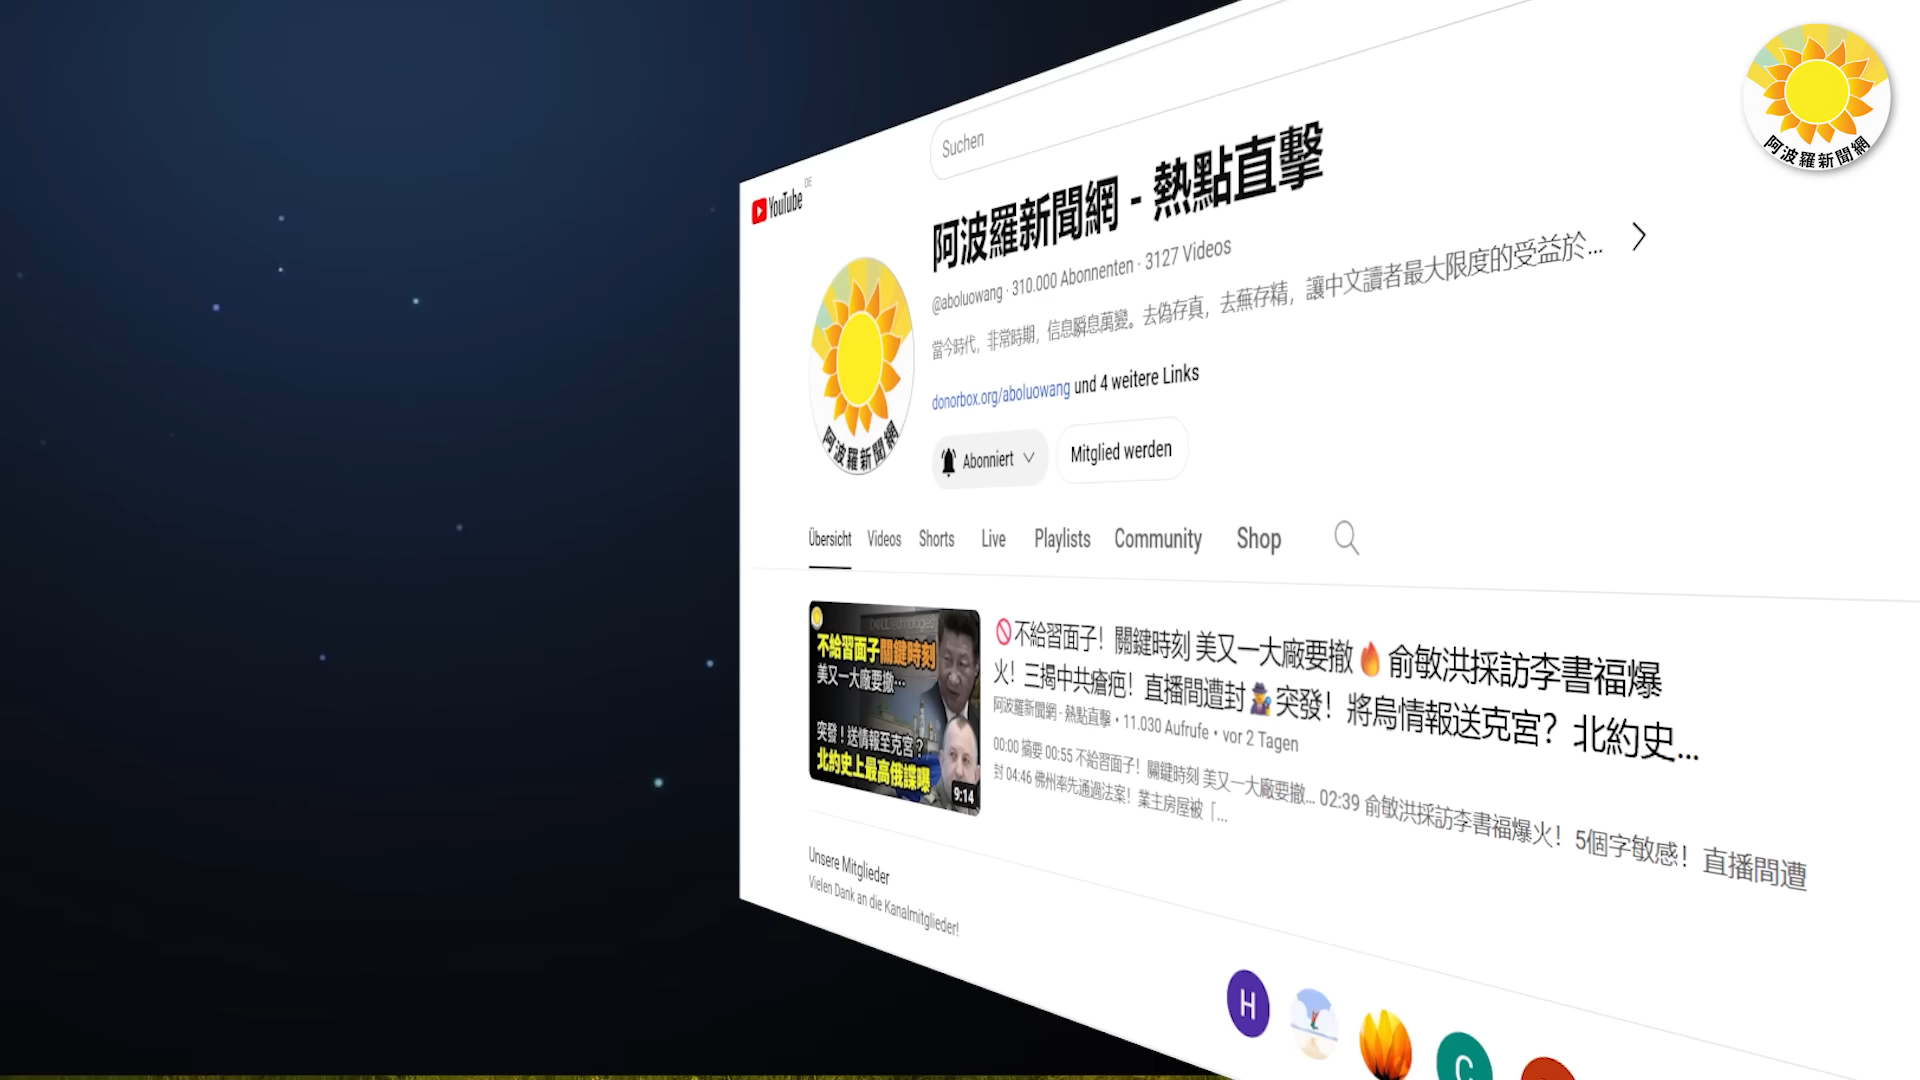 阿波羅新聞網
YouTube DE
Suchen
阿波羅新聞網 - 熱點直擊
@aboluowang · 310.000 Abonnenten · 3127 Videos
當今時代，非常時期，信息瞬息萬變。去偽存真，去蕪存精，讓中文讀者最大限度的受益於...
donorbox.org/aboluowang und 4 weitere Links
Abonniert
Mitglied werden
阿波羅新聞網
Übersicht Videos Shorts Live Playlists Community Shop
不給習面子關鍵時刻
美又一大廠要撤…
突發！送情報至克宮？
北約史上最高俄諜曝
9:14
🚫不給習面子！關鍵時刻 美又一大廠要撤🔥俞敏洪採訪李書福爆
火！三揭中共瘡疤！直播間遭封🕵突發！將烏情報送克宮？北約史...
阿波羅新聞網 - 熱點直擊 • 11.030 Aufrufe • vor 2 Tagen
00:00 摘要 00:55 不給習面子！關鍵時刻 美又一大廠要撤... 02:39 俞敏洪採訪李書福爆火！5個字敏感！直播間遭
封 04:46 佛州率先通過法案！業主房屋被「...
Unsere Mitglieder
Vielen Dank an die Kanalmitglieder!
H
C